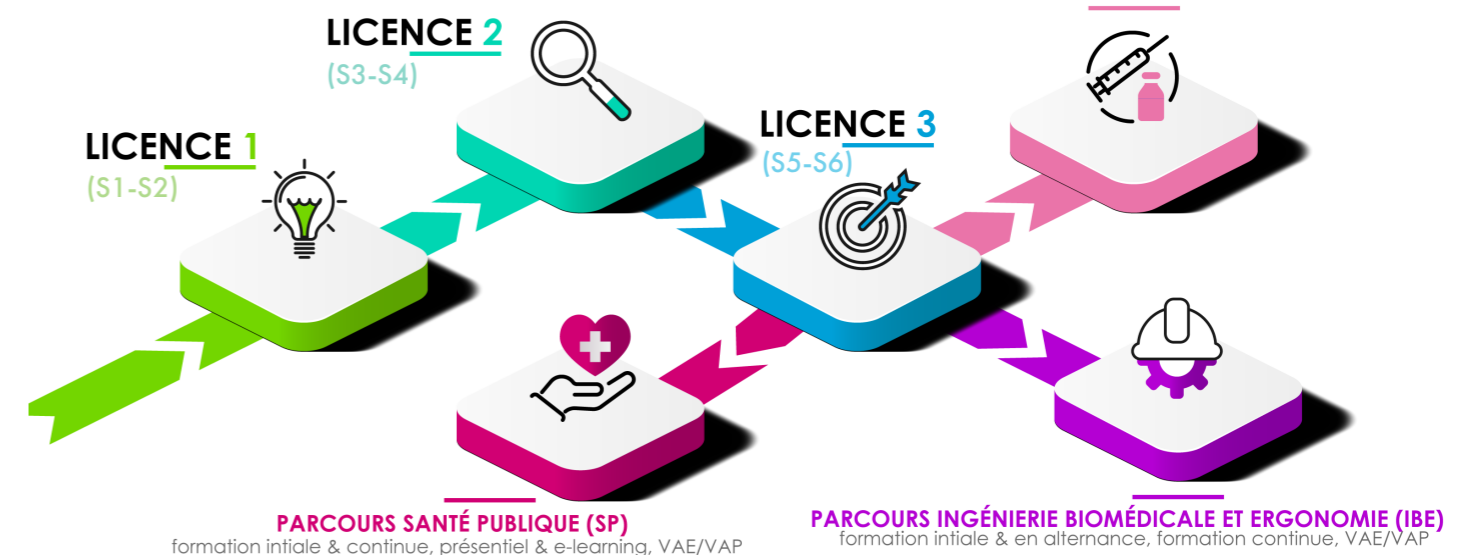 LICENCE 2
(S3-S4)
LICENCE 1
(S1-S2)
LICENCE 3
(S5-S6)
PARCOURS SANTÉ PUBLIQUE (SP)
formation intiale & continue, présentiel & e-learning, VAE/VAP
PARCOURS INGÉNIERIE BIOMÉDICALE ET ERGONOMIE (IBE)
formation intiale & en alternance, formation continue, VAE/VAP